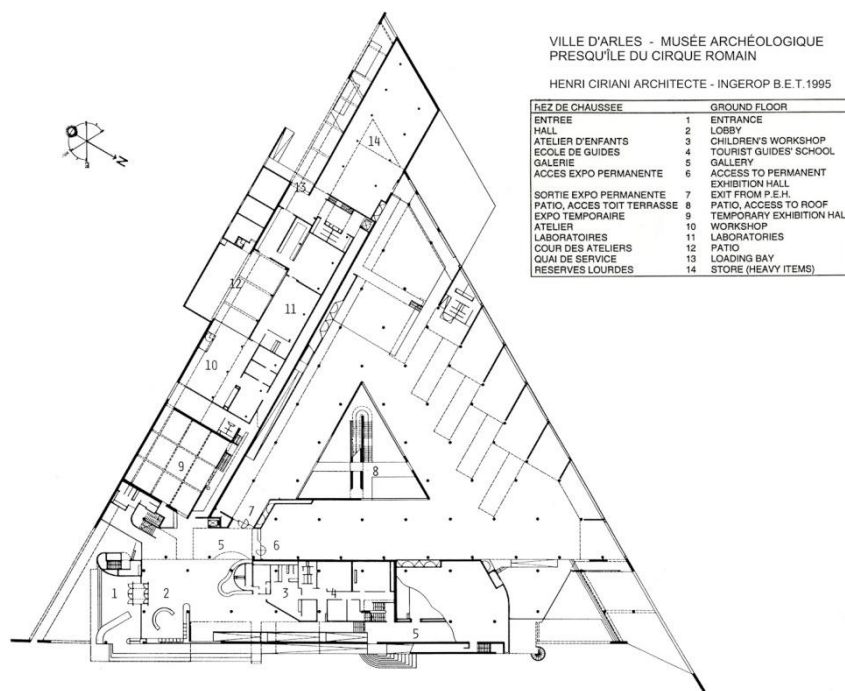 VILLE D'ARLES - MUSÉE ARCHÉOLOGIQUE
PRESQU'ÎLE DU CIRQUE ROMAIN
HENRI CIRIANI ARCHITECTE - INGEROP B.E.T.1995
REZ DE CHAUSSEE GROUND FLOOR
ENTREE 1 ENTRANCE
HALL 2 LOBBY
ATELIER D'ENFANTS 3 CHILDREN'S WORKSHOP
ECOLE DE GUIDES 4 TOURIST GUIDES' SCHOOL
GALERIE 5 GALLERY
ACCES EXPO PERMANENTE 6 ACCESS TO PERMANENT
EXHIBITION HALL
SORTIE EXPO PERMANENTE 7 EXIT FROM P.E.H.
PATIO, ACCES TOIT TERRASSE 8 PATIO, ACCESS TO ROOF
EXPO TEMPORAIRE 9 TEMPORARY EXHIBITION HAL
ATELIER 10 WORKSHOP
LABORATOIRES 11 LABORATORIES
COUR DES ATELIERS 12 PATIO
QUAI DE SERVICE 13 LOADING BAY
RESERVES LOURDES 14 STORE (HEAVY ITEMS)
N
14
13
12
11
10
9
8
7
5
6
1
2
3
4
5